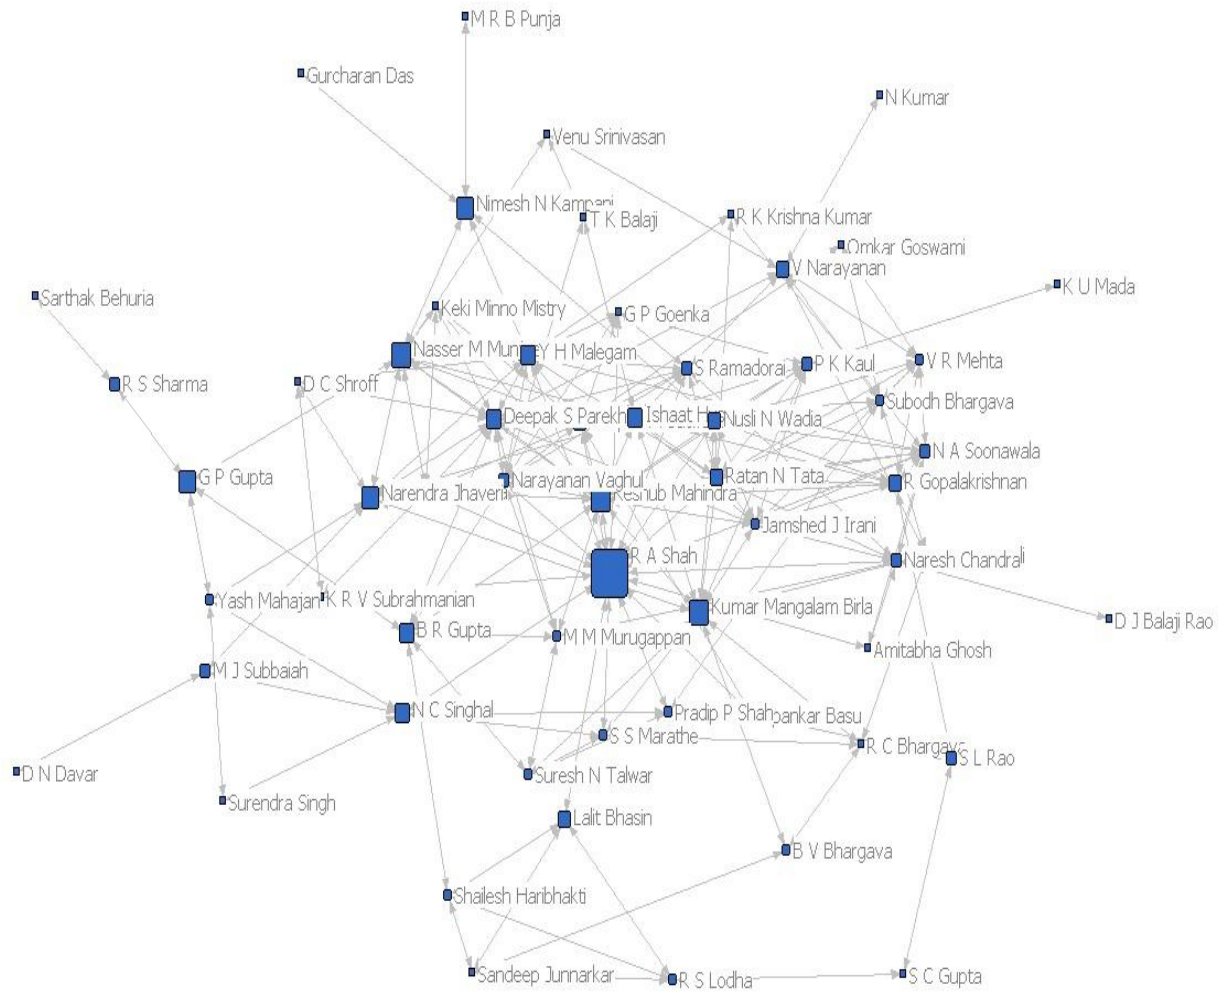 M R B Punja
Gurcharan Das
N Kumar
Venu Srinivasan
Nimesh N Kampani
T K Balaji
R K Krishna Kumar
Omkar Goswami
V Narayanan
K U Mada
Sarthak Behuria
Keki Minno Mistry
G P Goenka
Nasser M Munjee
Y H Malegam
S Ramadorai
P K Kaul
V R Mehta
R S Sharma
D C Shroff
Subodh Bhargava
Deepak S Parekh
Ishaat Hus
Nusli N Wadia
N A Soonawala
G P Gupta
Narayanan Vaghul
Ratan N Tata
R Gopalakrishnan
Narendra Jhaveri
Keshub Mahindra
Jamshed J Irani
R A Shah
Naresh Chandra
Yash Mahajan
K R V Subrahmanian
Kumar Mangalam Birla
D J Balaji Rao
B R Gupta
M M Murugappan
Amitabha Ghosh
M J Subbaiah
N C Singhal
Pradip P Shah
pankar Basu
S S Marathe
R C Bhargava
S L Rao
D N Davar
Suresh N Talwar
Surendra Singh
Lalit Bhasin
B V Bhargava
Shailesh Haribhakti
Sandeep Junnarkar
R S Lodha
S C Gupta